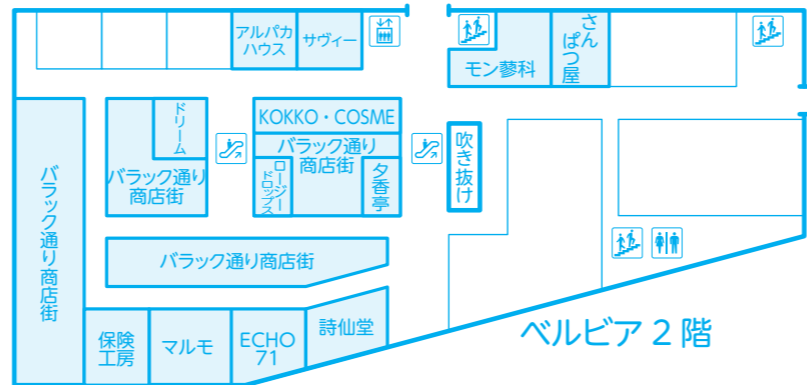 アルパカ
ハウス
サヴィー
モン蓼科
さん
ぱつ屋
ドリーム
KOKKO・COSME
バラック通り
商店街
バラック通り
商店街
ロージー
ドロップス
夕香亭
吹き抜け
バラック通り商店街
バラック通り商店街
保険
工房
マルモ
ECHO
71
詩仙堂
ベルビア 2 階